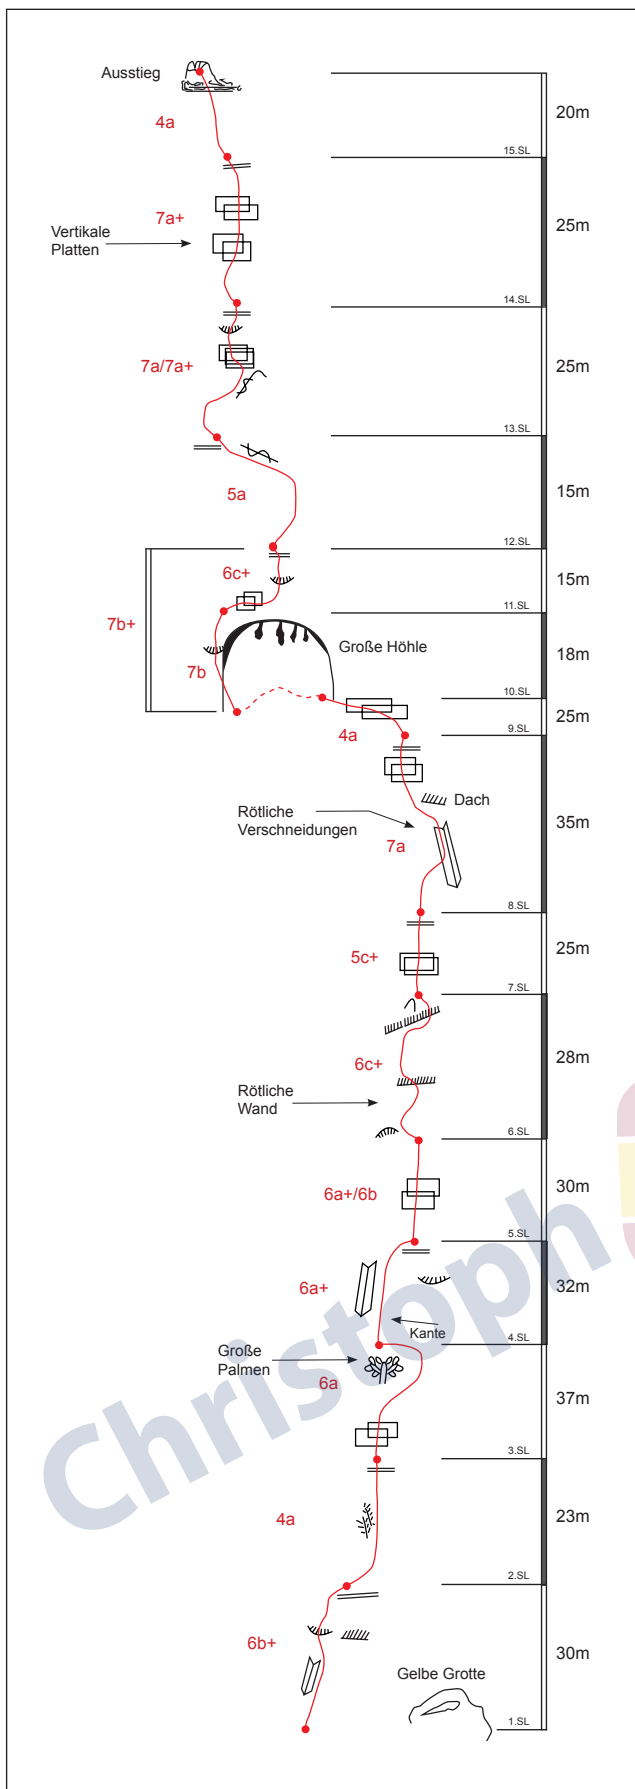 Ausstieg
20m
4a
15.SL
7a+
25m
Vertikale
Platten
14.SL
7a/7a+
25m
13.SL
5a
15m
12.SL
6c+
15m
11.SL
7b+
Große Höhle
18m
7b
10.SL
25m
4a
9.SL
Dach
Rötliche
Verschneidungen
35m
7a
8.SL
5c+
25m
7.SL
6c+
28m
Rötliche
Wand
6.SL
6a+/6b
30m
5.SL
6a+
32m
Kante
4.SL
Große
Palmen
6a
37m
3.SL
4a
23m
2.SL
6b+
30m
Gelbe Grotte
1.SL
Christoph